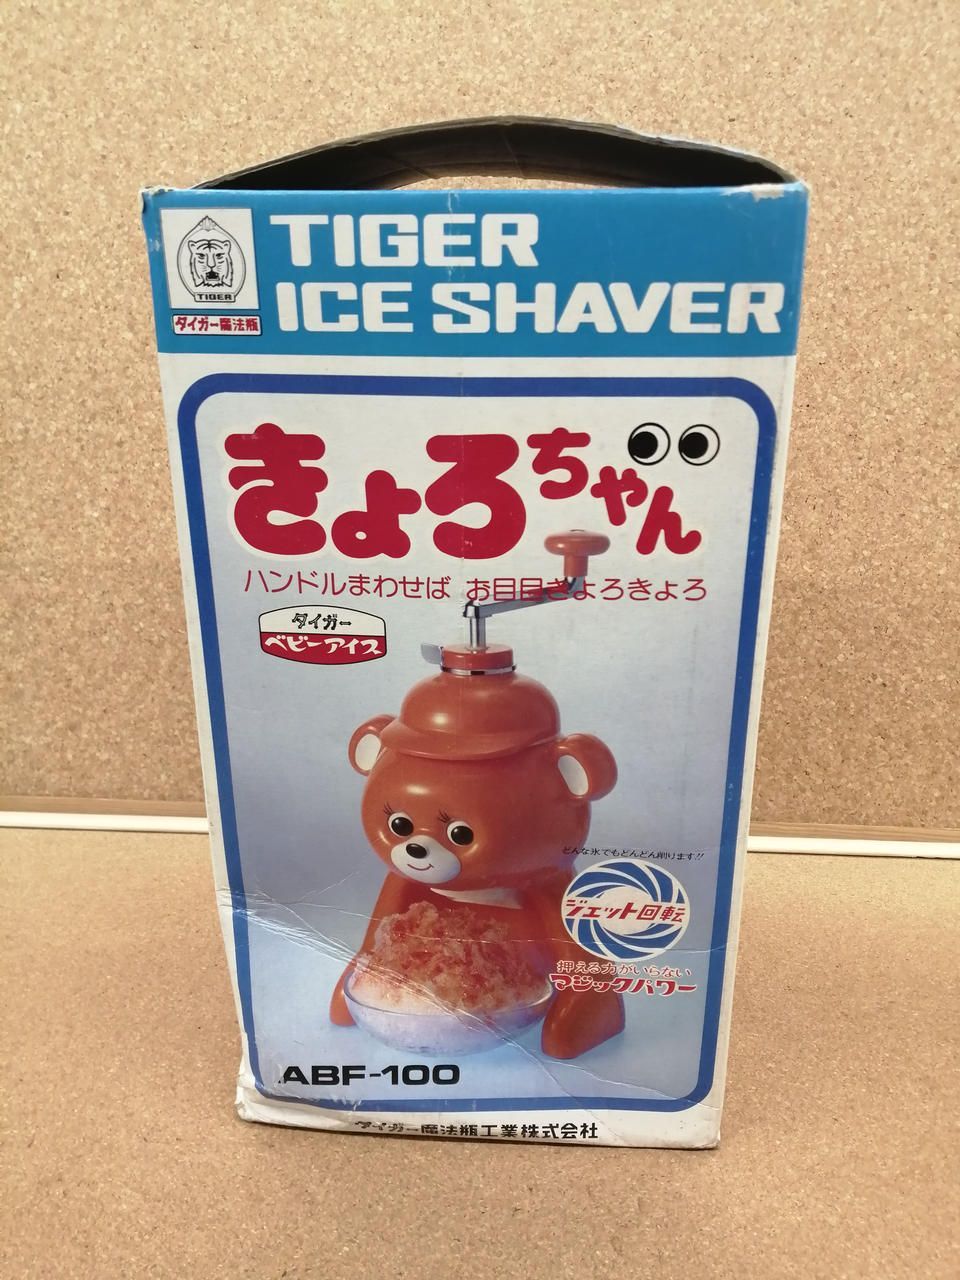 TIGER
ICE SHAVER
TIGER
タイガー魔法瓶
きょろちゃん
ハンドルまわせば お目目きょろきょろ
タイガー
ベビーアイス
どんな氷でもどんどん削ります!!
ジェット回転
押える力がいらない
マジックパワー
ABF-100
タイガー魔法瓶工業株式会社